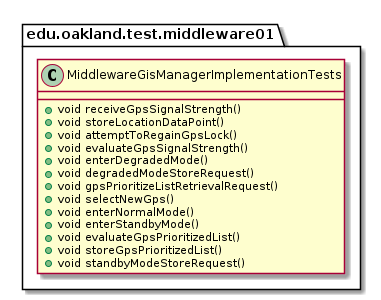 edu.oakland.test.middleware01
C MiddlewareGisManagerImplementationTests
void receiveGpsSignalStrength()
void storeLocationDataPoint()
void attemptToRegainGpsLock()
void evaluateGpsSignalStrength()
void enterDegradedMode()
void degradedModeStoreRequest()
void gpsPrioritizeListRetrievalRequest()
void selectNewGps()
void enterNormalMode()
void enterStandbyMode()
void evaluateGpsPrioritizedList()
void storeGpsPrioritizedList()
void standbyModeStoreRequest()